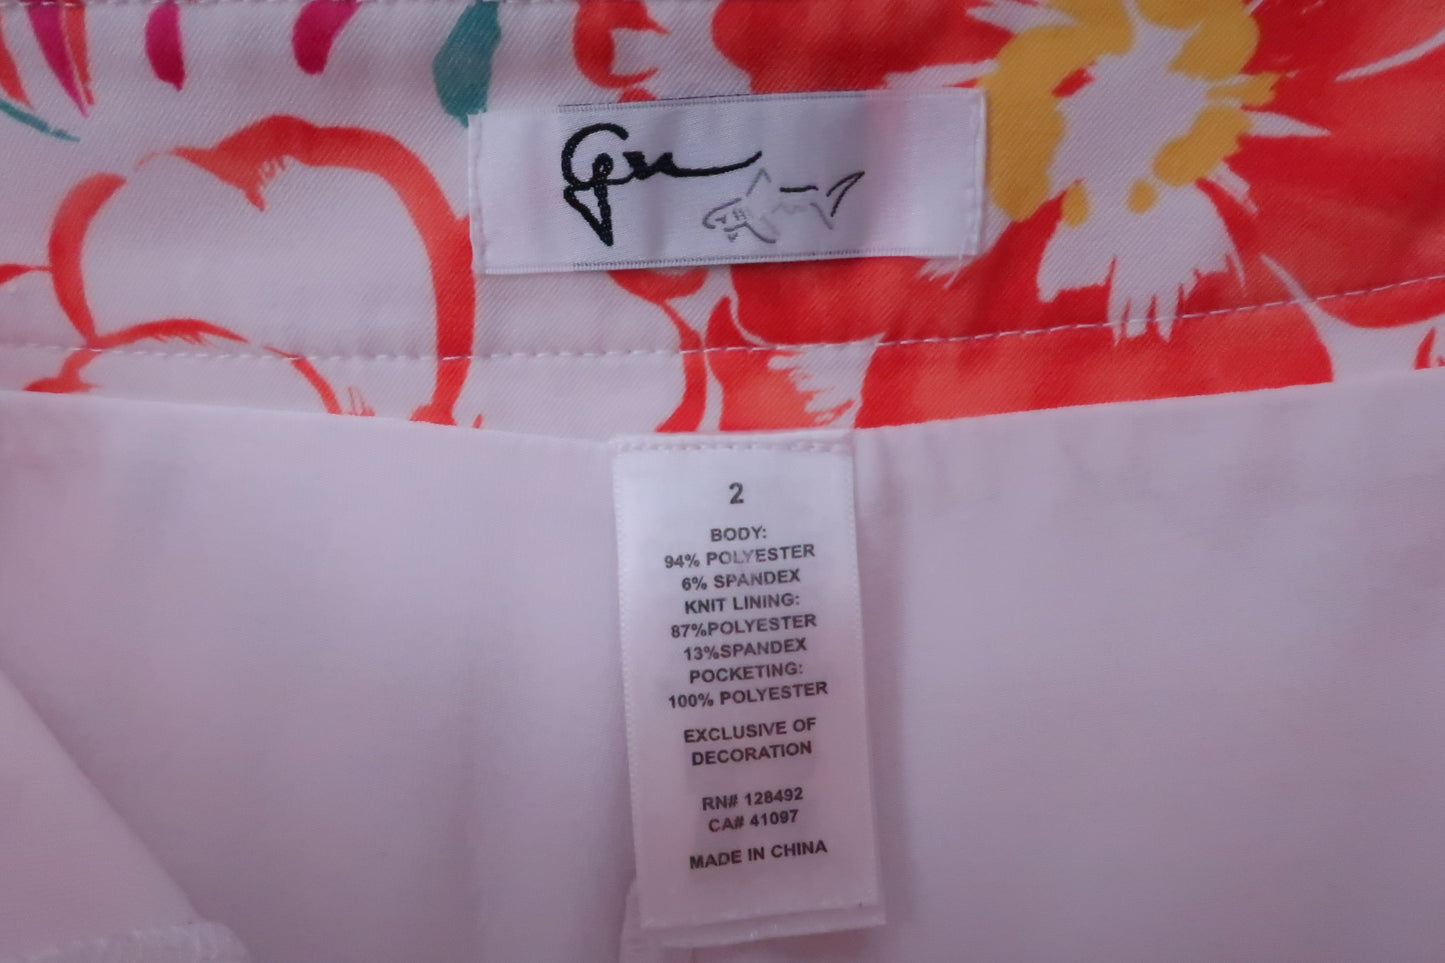 2
BODY:
94% POLYESTER
6% SPANDEX
KNIT LINING:
87%POLYESTER
13%SPANDEX
POCKETING:
100% POLYESTER
EXCLUSIVE OF
DECORATION
RN# 128492
CA# 41097
MADE IN CHINA